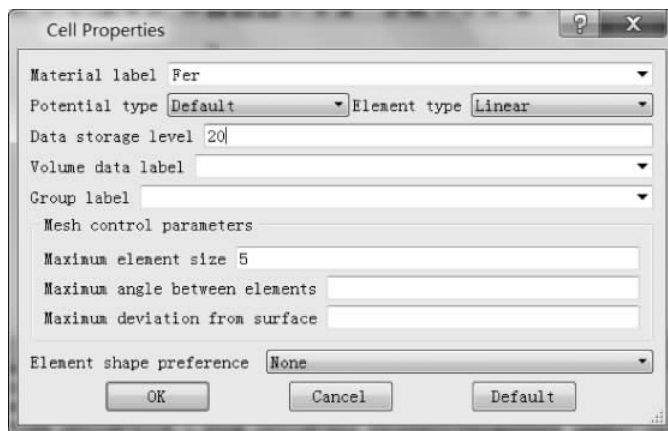 Cell Properties
Material label Fer
Potential type Default Element type Linear
Data storage level 20
Volume data label
Group label
Mesh control parameters
Maximum element size 5
Maximum angle between elements
Maximum deviation from surface
Element shape preference None
OK Cancel Default